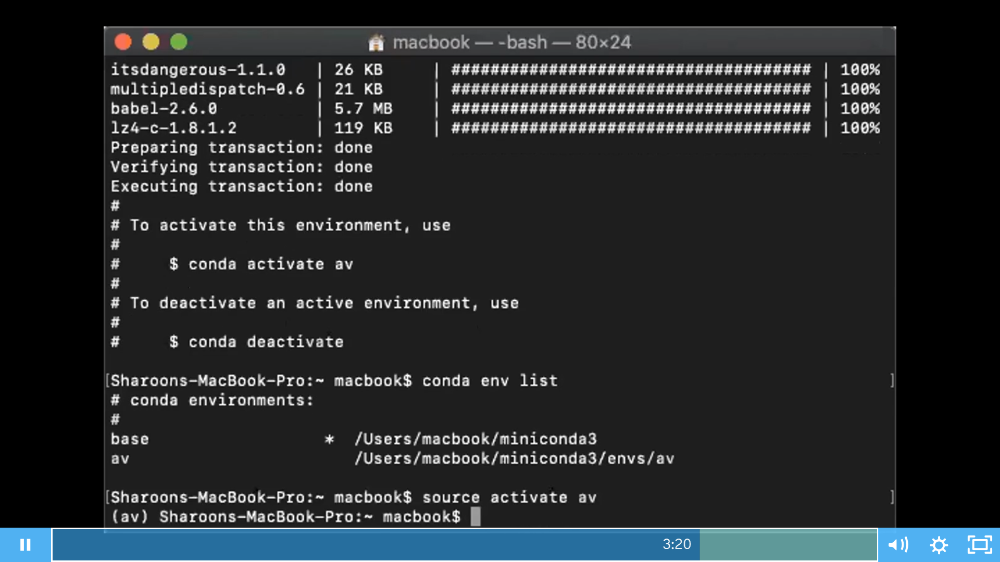 macbook — -bash — 80×24
itsdangerous-1.1.0 | 26 KB | ##################################### | 100%
multipledispatch-0.6 | 21 KB | ##################################### | 100%
babel-2.6.0 | 5.7 MB | ##################################### | 100%
lz4-c-1.8.1.2 | 119 KB | ##################################### | 100%
Preparing transaction: done
Verifying transaction: done
Executing transaction: done
#
# To activate this environment, use
#
# $ conda activate av
#
# To deactivate an active environment, use
#
# $ conda deactivate
[Sharoons-MacBook-Pro:~ macbook$ conda env list ]
# conda environments:
#
base * /Users/macbook/miniconda3
av /Users/macbook/miniconda3/envs/av
[Sharoons-MacBook-Pro:~ macbook$ source activate av ]
(av) Sharoons-MacBook-Pro:~ macbook$
3:20